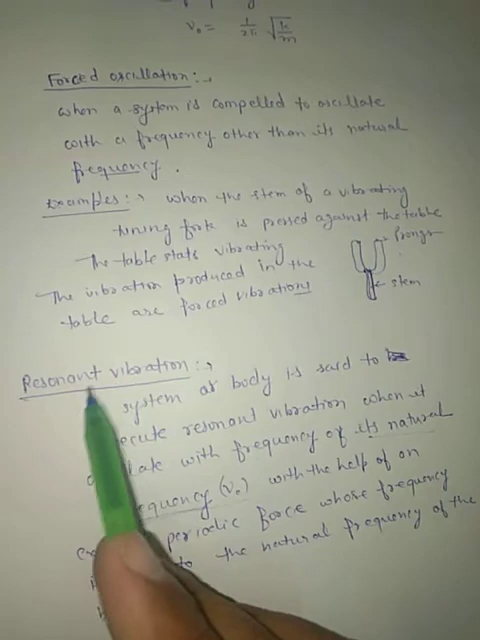 ν₀ = 1/2π √k/m
Forced oscillation:→
When a system is compelled to oscillate
with a frequency other than its natural
frequency.
Examples:→ When the stem of a vibrating
tuning fork is pressed against the table
The table stats vibrating
The vibration produced in the
table are forced vibrations
Prongs
stem
Resonant vibration:→
system or body is said to
resonant vibration when it
with frequency of its natural
(ν₀) with the help of an
periodic force whose frequency
to the natural frequency of the